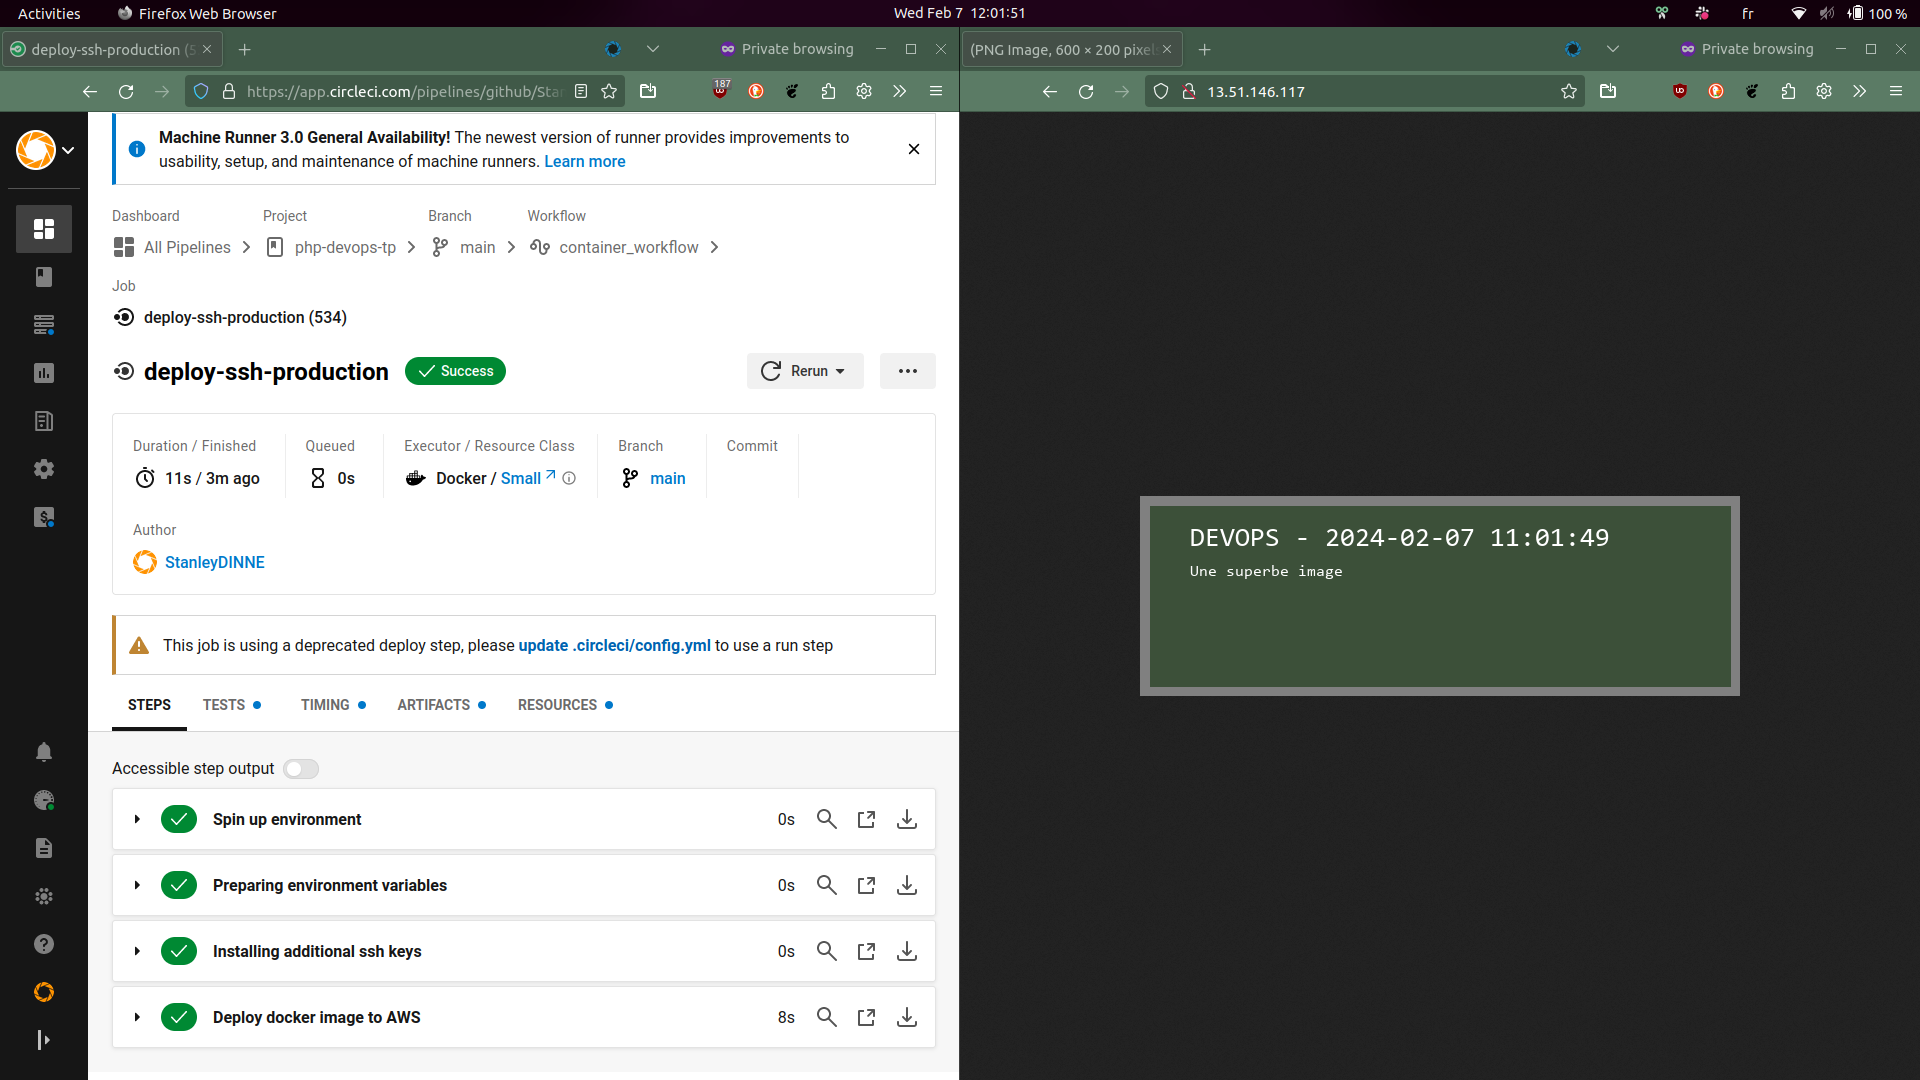 Activities
Firefox Web Browser
Wed Feb 7 12:01:51
fr
100 %
deploy-ssh-production (5
Private browsing
187
https://app.circleci.com/pipelines/github/Sta
Machine Runner 3.0 General Availability! The newest version of runner provides improvements to
usability, setup, and maintenance of machine runners. Learn more
Dashboard Project Branch Workflow
All Pipelines php-devops-tp main container_workflow
Job
deploy-ssh-production (534)
deploy-ssh-production Success Rerun
Duration / Finished Queued Executor / Resource Class Branch Commit
11s / 3m ago 0s Docker / Small main
Author
StanleyDINNE
This job is using a deprecated deploy step, please update .circleci/config.yml to use a run step
STEPS TESTS TIMING ARTIFACTS RESOURCES
Accessible step output
Spin up environment 0s
Preparing environment variables 0s
Installing additional ssh keys 0s
Deploy docker image to AWS 8s
(PNG Image, 600 × 200 pixels
Private browsing
13.51.146.117
DEVOPS - 2024-02-07 11:01:49
Une superbe image